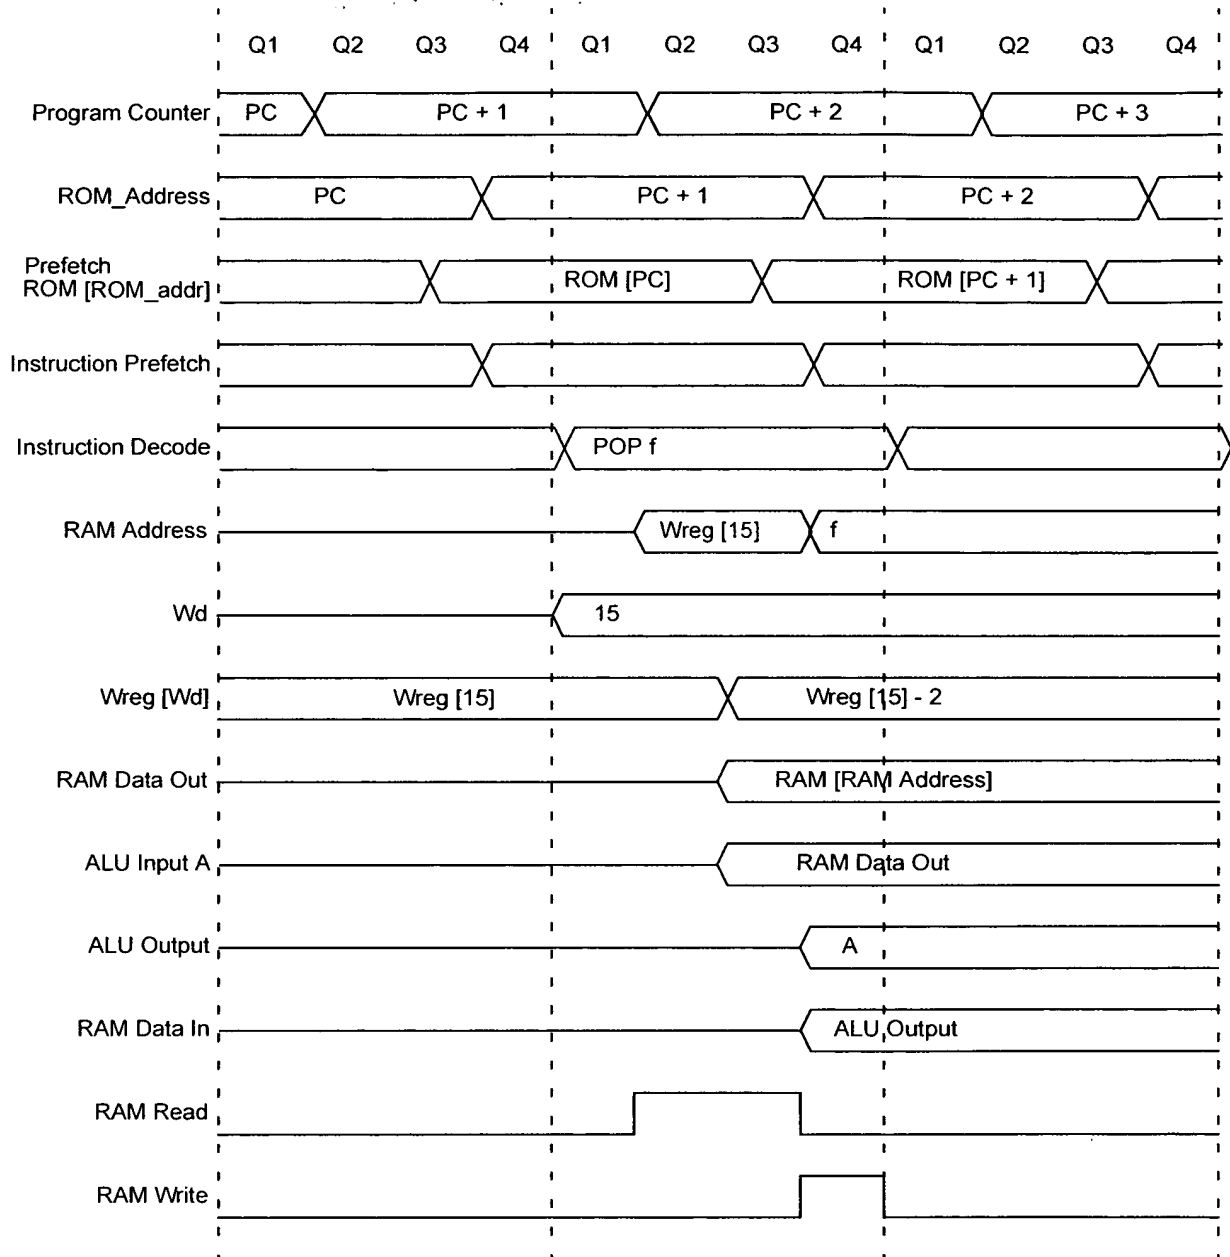 Q1 Q2 Q3 Q4 Q1 Q2 Q3 Q4 Q1 Q2 Q3 Q4
Program Counter PC PC + 1 PC + 2 PC + 3
ROM_Address PC PC + 1 PC + 2
Prefetch
ROM [ROM_addr] ROM [PC] ROM [PC + 1]
Instruction Prefetch
Instruction Decode POP f
RAM Address Wreg [15] f
Wd 15
Wreg [Wd] Wreg [15] Wreg [15] - 2
RAM Data Out RAM [RAM Address]
ALU Input A RAM Data Out
ALU Output A
RAM Data In ALU Output
RAM Read
RAM Write